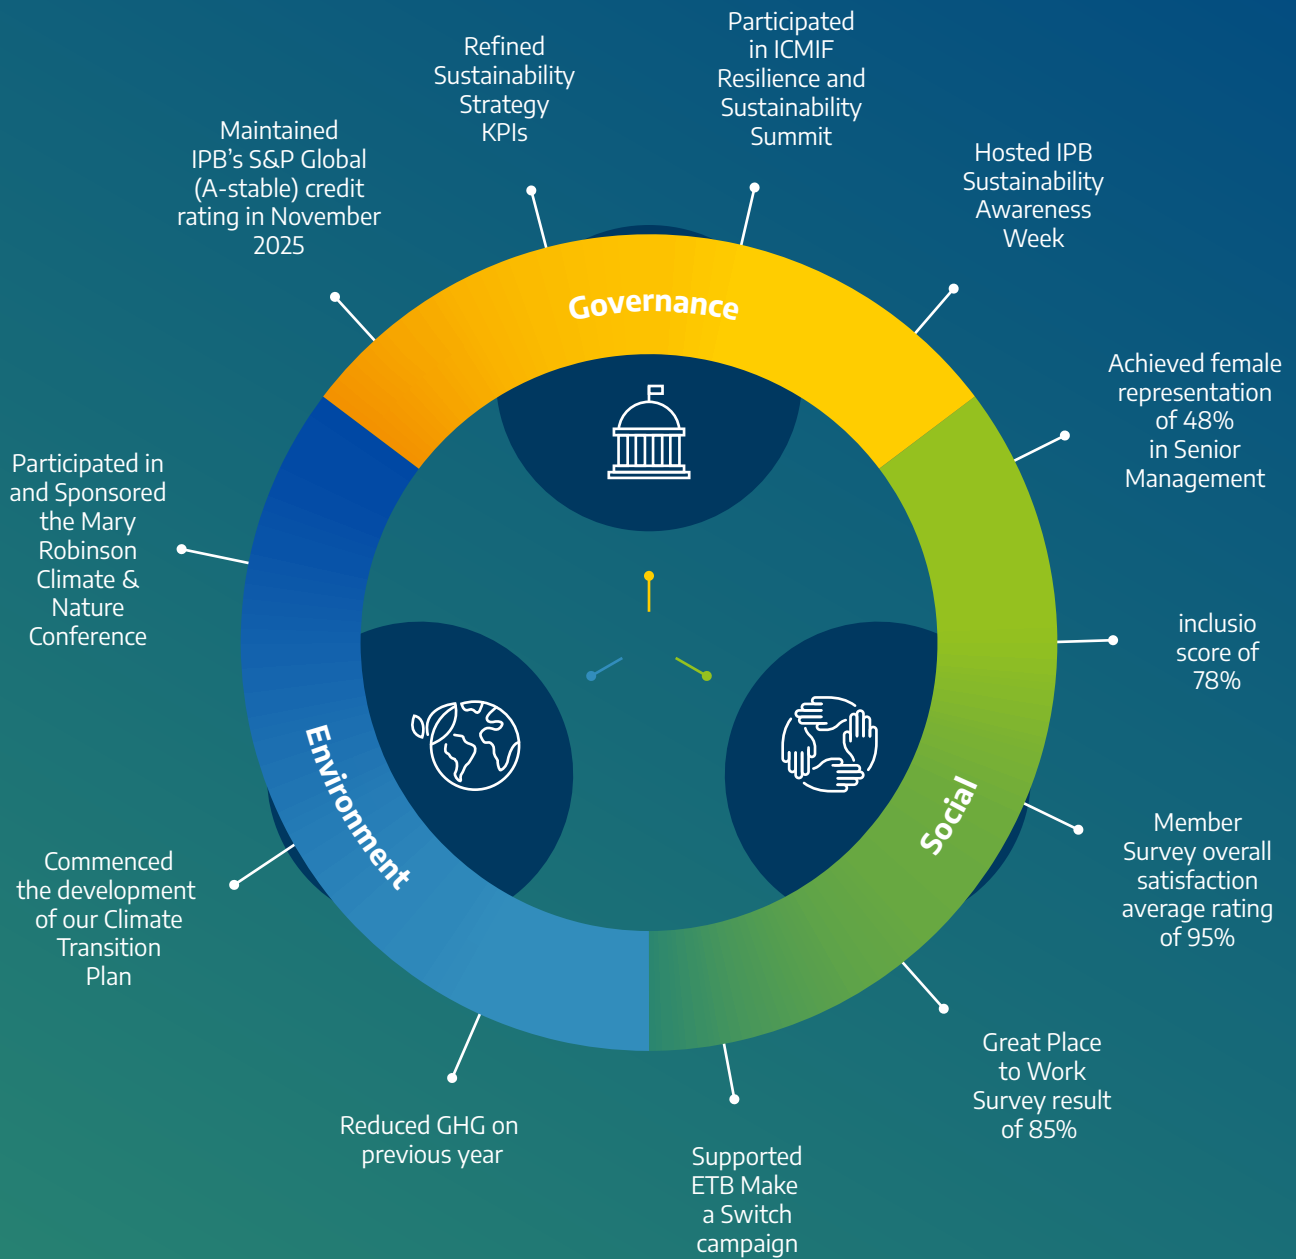 Participated
in ICMIF
Resilience and
Sustainability
Summit
Refined
Sustainability
Strategy
KPIs
Maintained
IPB’s S&P Global
(A-stable) credit
rating in November
2025
Hosted IPB
Sustainability
Awareness
Week
Governance
Achieved female
representation
of 48%
in Senior
Management
Participated in
and Sponsored
the Mary
Robinson
Climate &
Nature
Conference
inclusio
score of
78%
Environment
Social
Member
Survey overall
satisfaction
average rating
of 95%
Commenced
the development
of our Climate
Transition
Plan
Great Place
to Work
Survey result
of 85%
Reduced GHG on
previous year
Supported
ETB Make
a Switch
campaign